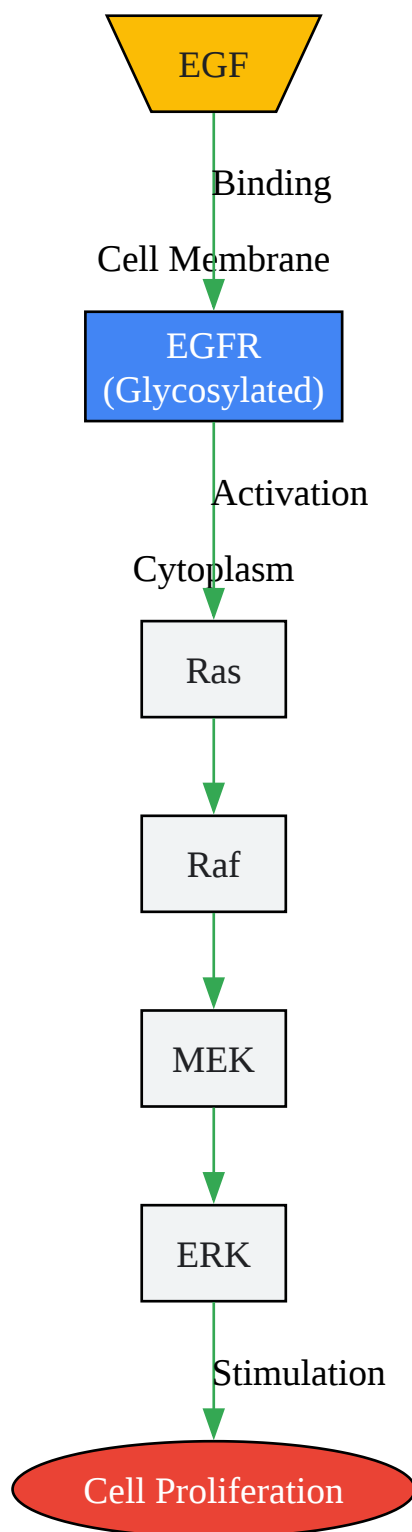 EGF
Binding
Cell Membrane
EGFR
(Glycosylated)
Activation
Cytoplasm
Ras
Raf
MEK
ERK
Stimulation
Cell Proliferation